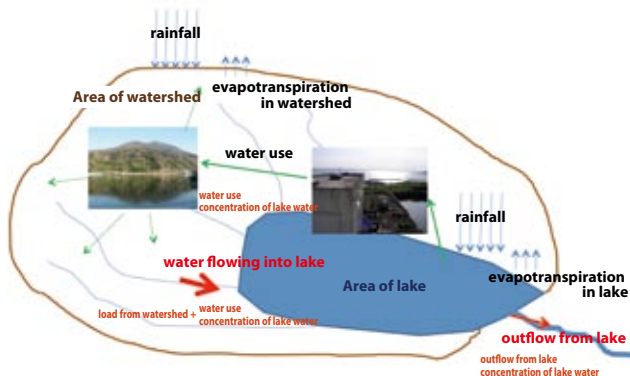 rainfall
evapotranspiration
in watershed
Area of watershed
water use
water use
concentration of lake water
rainfall
water flowing into lake
evapotranspiration
in lake
Area of lake
load from watershed +
water use
concentration of lake water
outflow from lake
outflow from lake
concentration of lake water